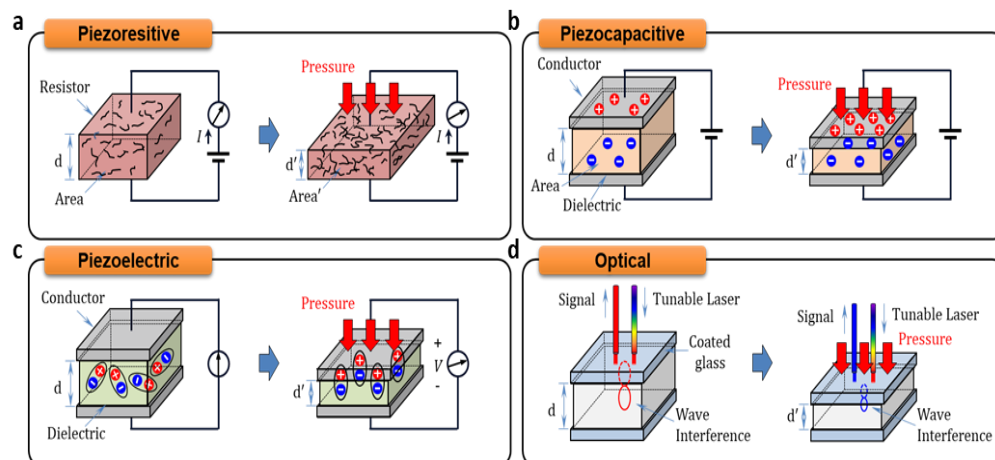 a
Piezoresitive
Resistor
d
Area
I
Pressure
d'
Area'
I
b
Piezocapacitive
Conductor
d
Area
Dielectric
Pressure
d'
c
Piezoelectric
Conductor
d
Dielectric
Pressure
d'
+
V
-
d
Optical
Signal
Tunable Laser
Coated
glass
d
Wave
Interference
Signal
Tunable Laser
Pressure
d'
Wave
Interference